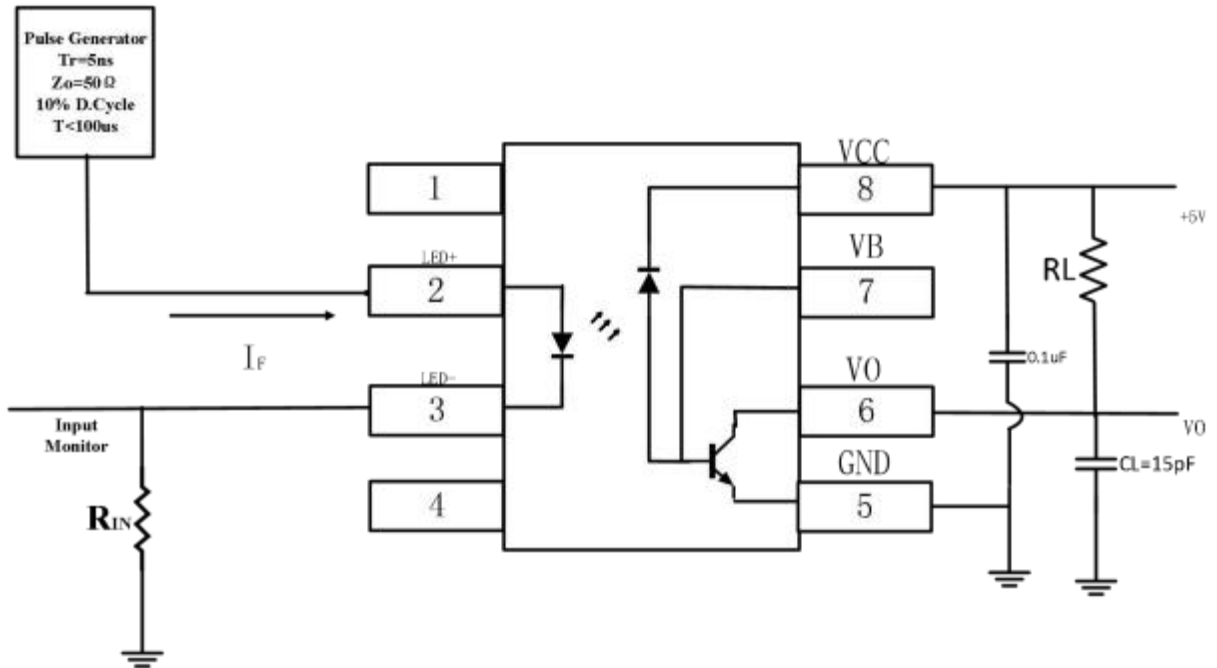 Pulse Generator
Tr=5ns
Zo=50Ω
10% D.Cycle
T<100us
1
LED+
2
IF
LED-
3
Input
Monitor
RIN
4
VCC
8
VB
7
VO
6
GND
5
+5V
RL
0.1uF
VO
CL=15pF